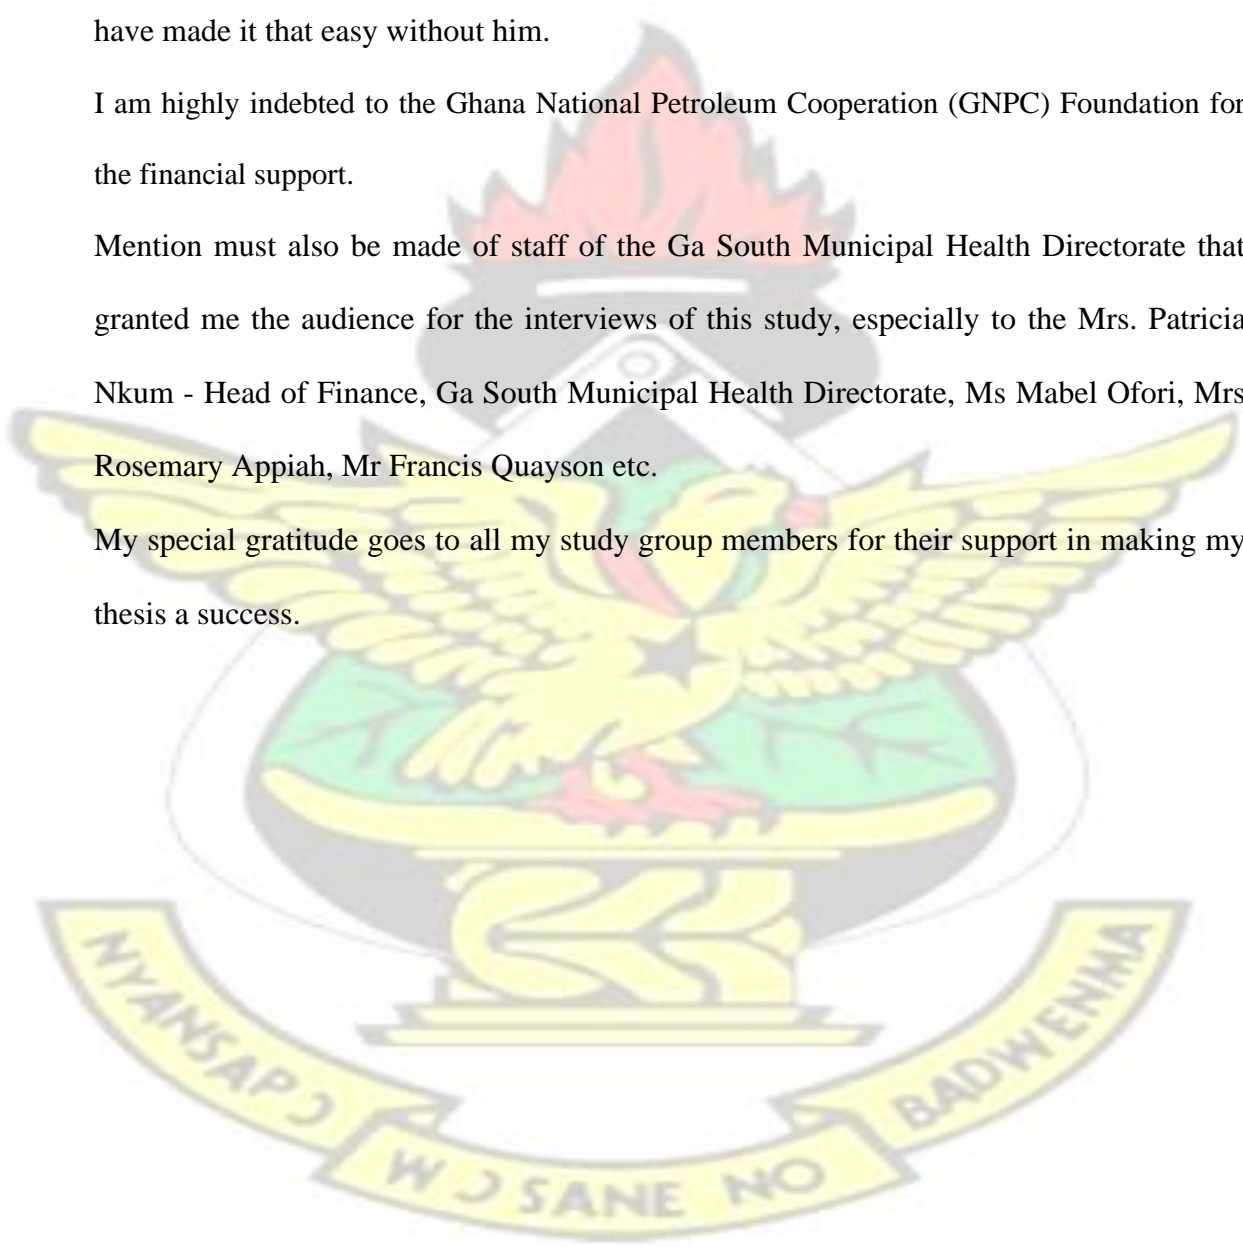 have made it that easy without him.
I am highly indebted to the Ghana National Petroleum Cooperation (GNPC) Foundation for
the financial support.
Mention must also be made of staff of the Ga South Municipal Health Directorate that
granted me the audience for the interviews of this study, especially to the Mrs. Patricia
Nkum - Head of Finance, Ga South Municipal Health Directorate, Ms Mabel Ofori, Mrs
Rosemary Appiah, Mr Francis Quayson etc.
My special gratitude goes to all my study group members for their support in making my
thesis a success.
NYANSAPƆ
WƆSANE NO
BADWENMA